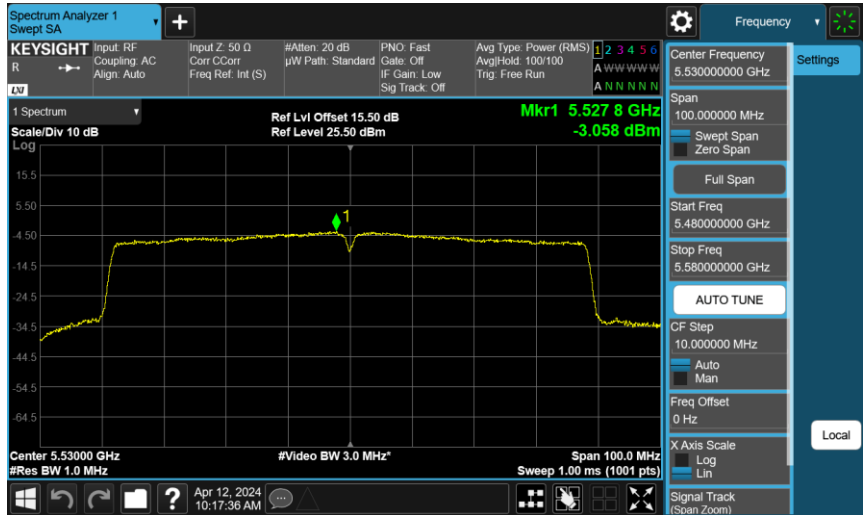 Spectrum Analyzer 1
Swept SA
+
Frequency
KEYSIGHT
R
LXI
Input: RF
Coupling: AC
Align: Auto
Input Z: 50 Ω
Corr CCorr
Freq Ref: Int (S)
#Atten: 20 dB
µW Path: Standard
PNO: Fast
Gate: Off
IF Gain: Low
Sig Track: Off
Avg Type: Power (RMS)
Avg|Hold: 100/100
Trig: Free Run
1 2 3 4 5 6
A W W W W W
A N N N N N
1 Spectrum
Scale/Div 10 dB
Ref Lvl Offset 15.50 dB
Ref Level 25.50 dBm
Mkr1 5.527 8 GHz
-3.058 dBm
Log
15.5
5.50
-4.50
-14.5
-24.5
-34.5
-44.5
-54.5
-64.5
1
Center 5.53000 GHz
#Res BW 1.0 MHz
#Video BW 3.0 MHz*
Span 100.0 MHz
Sweep 1.00 ms (1001 pts)
Center Frequency
5.530000000 GHz
Span
100.000000 MHz
Swept Span
Zero Span
Full Span
Start Freq
5.480000000 GHz
Stop Freq
5.580000000 GHz
AUTO TUNE
CF Step
10.000000 MHz
Auto
Man
Freq Offset
0 Hz
X Axis Scale
Log
Lin
Signal Track
(Span Zoom)
Settings
Local
?
Apr 12, 2024
10:17:36 AM